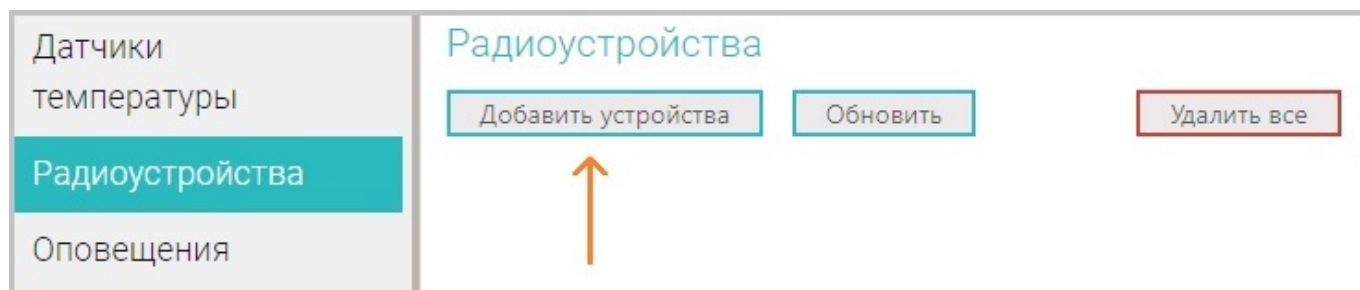 Датчики
температуры
Радиоустройства
Оповещения
Радиоустройства
Добавить устройства
Обновить
Удалить все